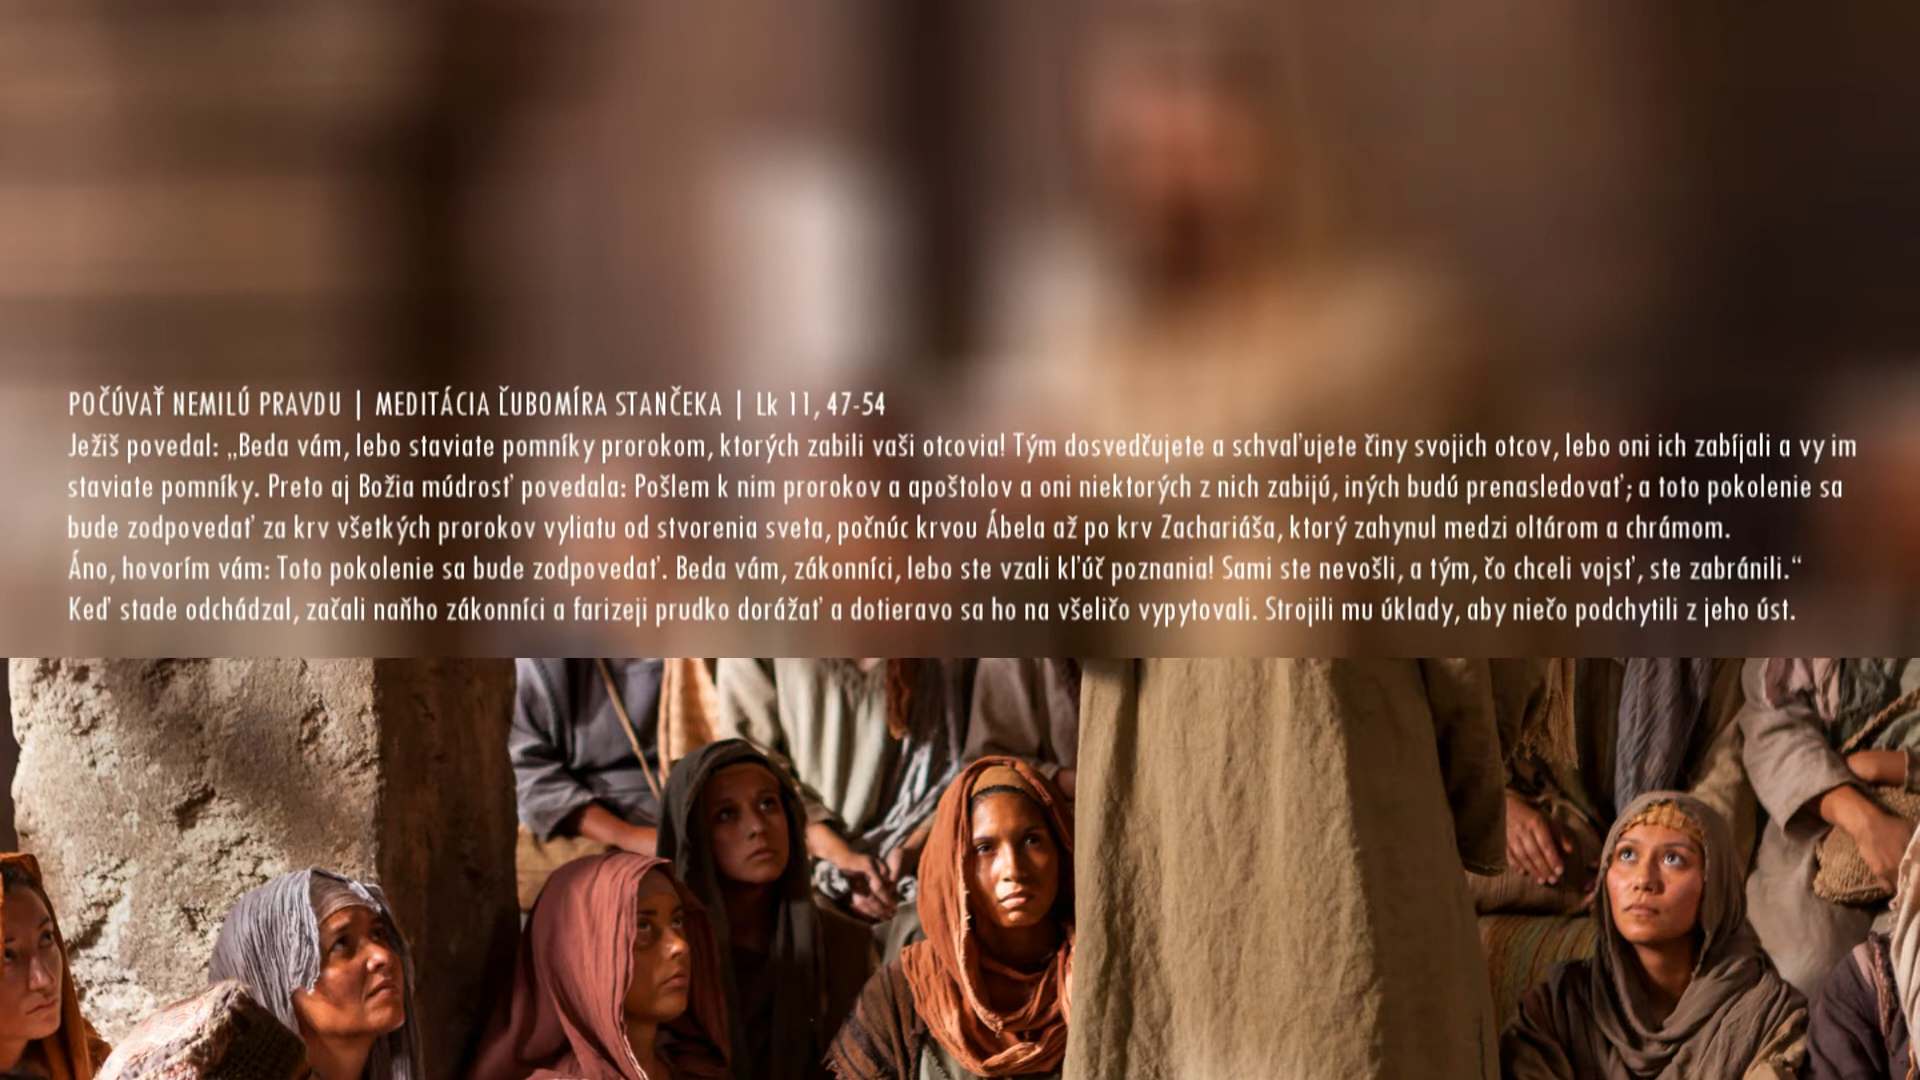 POČÚVAŤ NEMILÚ PRAVDU | MEDITÁCIA ĽUBOMÍRA STANČEKA | Lk 11, 47-54
Ježiš povedal: „Beda vám, lebo staviate pomníky prorokom, ktorých zabili vaši otcovia! Tým dosvedčujete a schvaľujete činy svojich otcov, lebo oni ich zabíjali a vy im
staviate pomníky. Preto aj Božia múdrosť povedala: Pošlem k nim prorokov a apoštolov a oni niektorých z nich zabijú, iných budú prenasledovať; a toto pokolenie sa
bude zodpovedať za krv všetkých prorokov vyliatu od stvorenia sveta, počnúc krvou Ábela až po krv Zachariáša, ktorý zahynul medzi oltárom a chrámom.
Áno, hovorím vám: Toto pokolenie sa bude zodpovedať. Beda vám, zákonníci, lebo ste vzali kľúč poznania! Sami ste nevošli, a tým, čo chceli vojsť, ste zabránili.“
Keď stade odchádzal, začali naňho zákonníci a farizeji prudko dorážať a dotieravo sa ho na všeličo vypytovali. Strojili mu úklady, aby niečo podchytili z jeho úst.